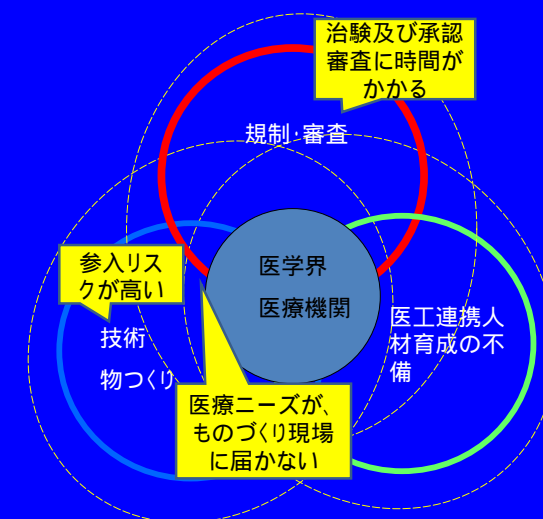 治験及び承認
審査に時間が
かかる
規制・審査
参入リス
クが高い
医学界
医療機関
技術
物つくり
医工連携人
材育成の不
備
医療ニーズが、
ものづくり現場
に届かない